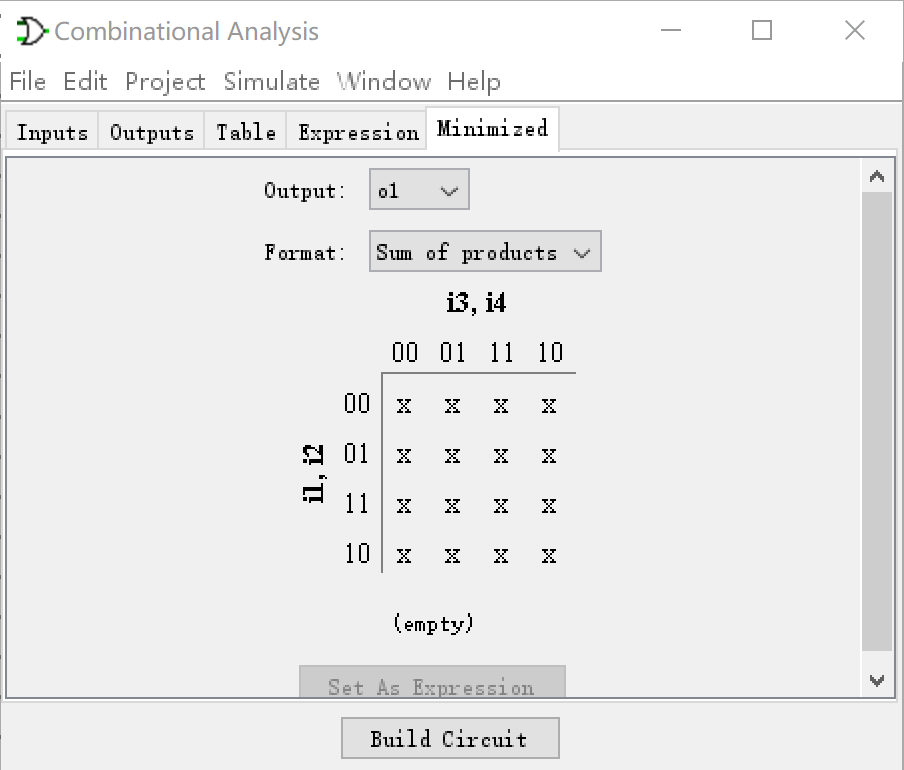 Combinational Analysis
File Edit Project Simulate Window Help
Inputs Outputs Table Expression Minimized
Output: o1
Format: Sum of products
i3, i4
00 01 11 10
00 x x x x
01 x x x x
11 x x x x
10 x x x x
i1, i2
(empty)
Set As Expression
Build Circuit